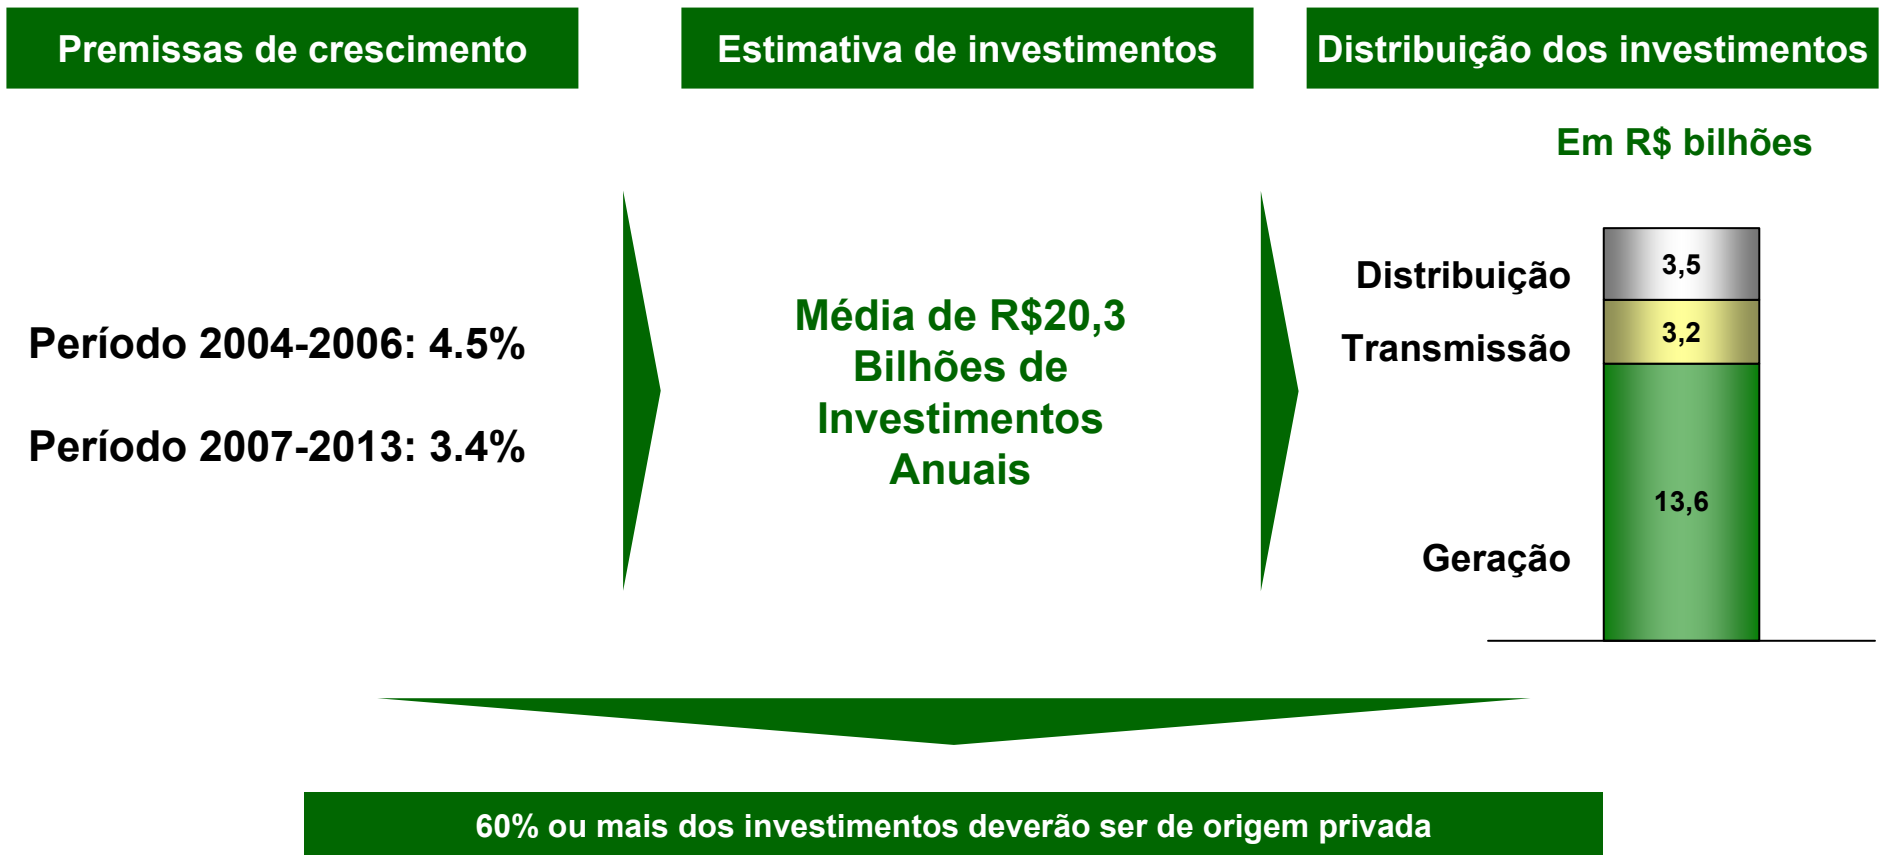 Premissas de crescimento
Estimativa de investimentos
Distribuição dos investimentos
Período 2004-2006: 4.5%
Período 2007-2013: 3.4%
Média de R$20,3
Bilhões de
Investimentos
Anuais
Em R$ bilhões
Distribuição
3,5
Transmissão
3,2
Geração
13,6
60% ou mais dos investimentos deverão ser de origem privada